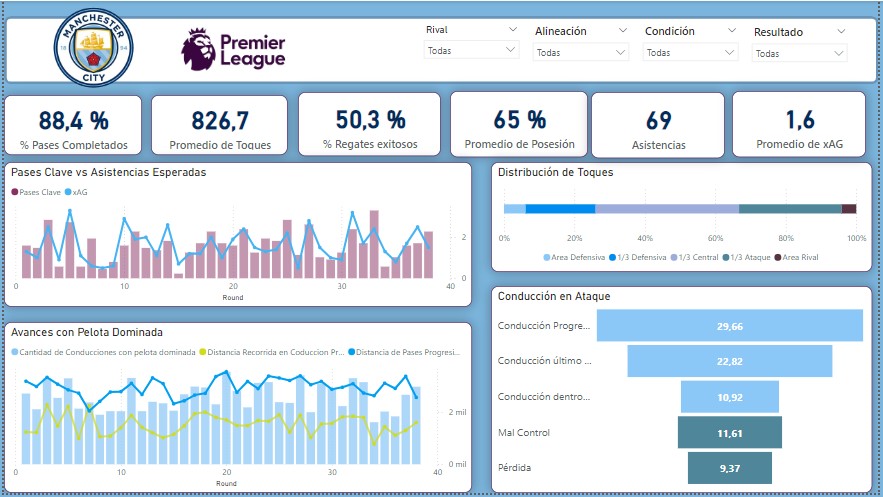 MANCHESTER
18 94
CITY
Premier
League
Rival
Todas
Alineación
Todas
Condición
Todas
Resultado
Todas
88,4 %
% Pases Completados
826,7
Promedio de Toques
50,3 %
% Regates exitosos
65 %
Promedio de Posesión
69
Asistencias
1,6
Promedio de xAG
Pases Clave vs Asistencias Esperadas
Pases Clave xAG
2
0
0 10 20 30 40
Round
Distribución de Toques
0% 20% 40% 60% 80% 100%
Area Defensiva 1/3 Defensiva 1/3 Central 1/3 Ataque Area Rival
Avances con Pelota Dominada
Cantidad de Conducciones con pelota dominada Distancia Recorrida en Coduccion Pr... Distancia de Pases Progresi...
2 mil
0 mil
0 10 20 30 40
Round
Conducción en Ataque
Conducción Progre... 29,66
Conducción último ... 22,82
Conducción dentro... 10,92
Mal Control 11,61
Pérdida 9,37